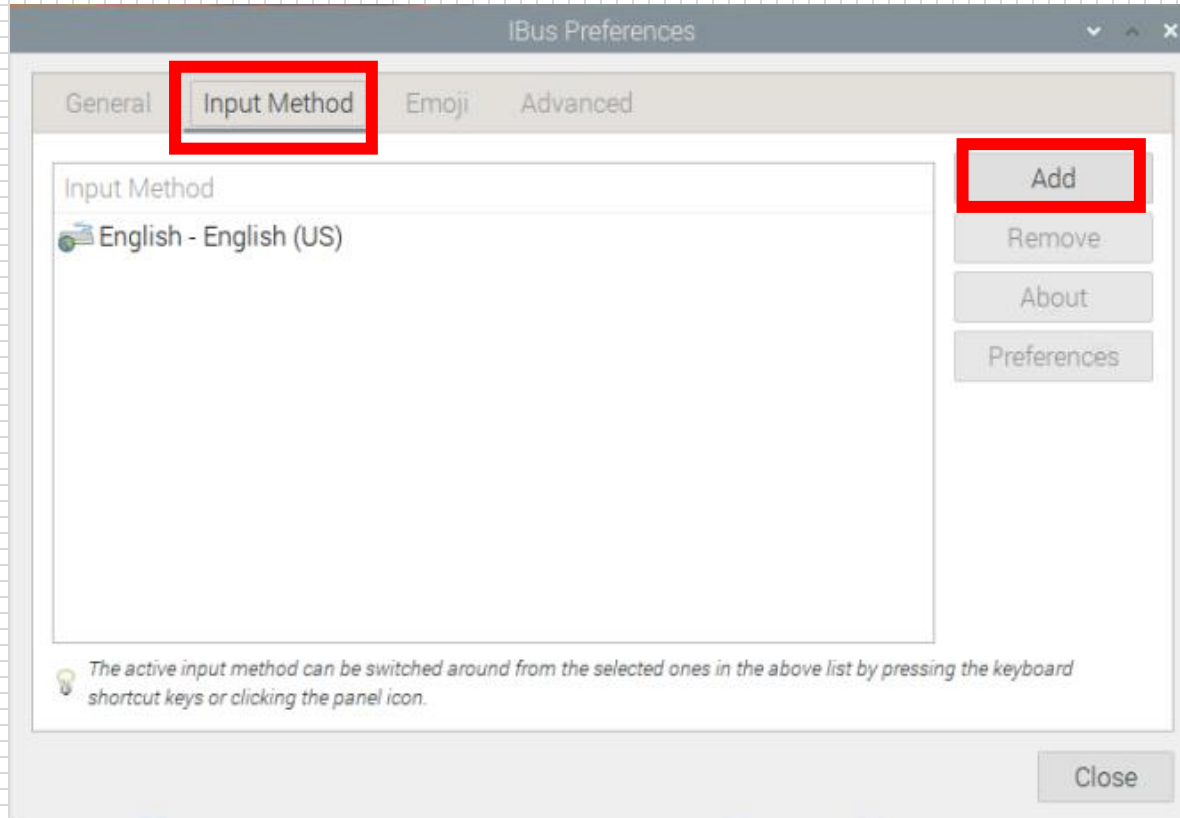 IBus Preferences
General Input Method Emoji Advanced
Input Method
English - English (US)
Add
Remove
About
Preferences
The active input method can be switched around from the selected ones in the above list by pressing the keyboard
shortcut keys or clicking the panel icon.
Close